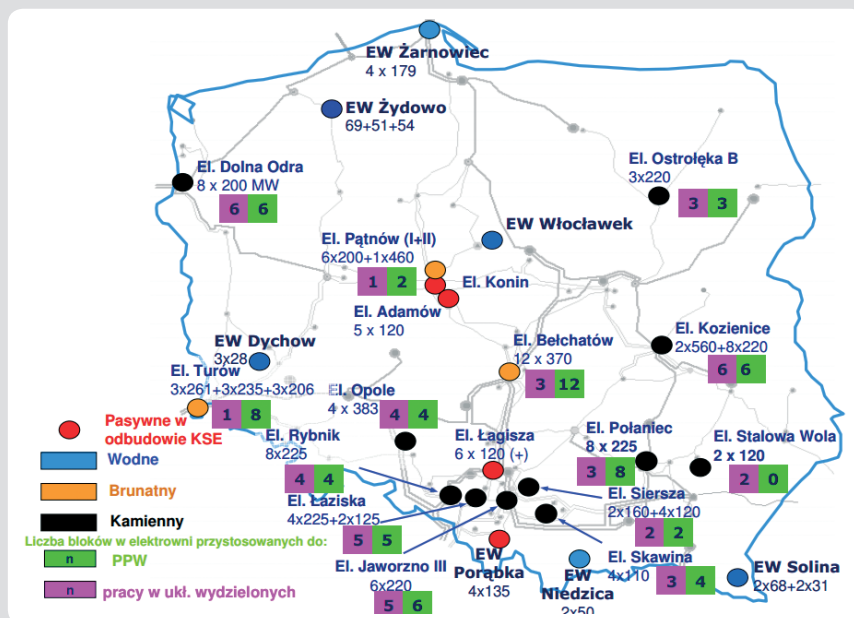 EW Żarnowiec
4 x 179
EW Żydowo
69+51+54
El. Dolna Odra
8 x 200 MW
6 6
El. Ostrołęka B
3x220
3 3
EW Włocławek
El. Pątnów (I+II)
6x200+1x460
1 2
El. Konin
El. Adamów
5 x 120
EW Dychow
3x28
El. Turów
3x261+3x235+3x206
1 8
El. Bełchatów
12 x 370
3 12
El. Kozienice
2x560+8x220
6 6
El. Opole
4 x 383
4 4
El. Rybnik
8x225
4 4
El. Łagisza
6 x 120 (+)
El. Połaniec
8 x 225
3 8
El. Stalowa Wola
2 x 120
2 0
El. Łaziska
4x225+2x125
5 5
El. Siersza
2x160+4x120
2 2
El. Jaworzno III
6x220
5 6
EW
Porąbka
4x135
EW
Niedzica
2x50
El. Skawina
4x110
3 4
EW Solina
2x68+2x31
Pasywne w
odbudowie KSE
Wodne
Brunatny
Kamienny
Liczba bloków w elektrowni przystosowanych do:
n PPW
n pracy w ukł. wydzielonych